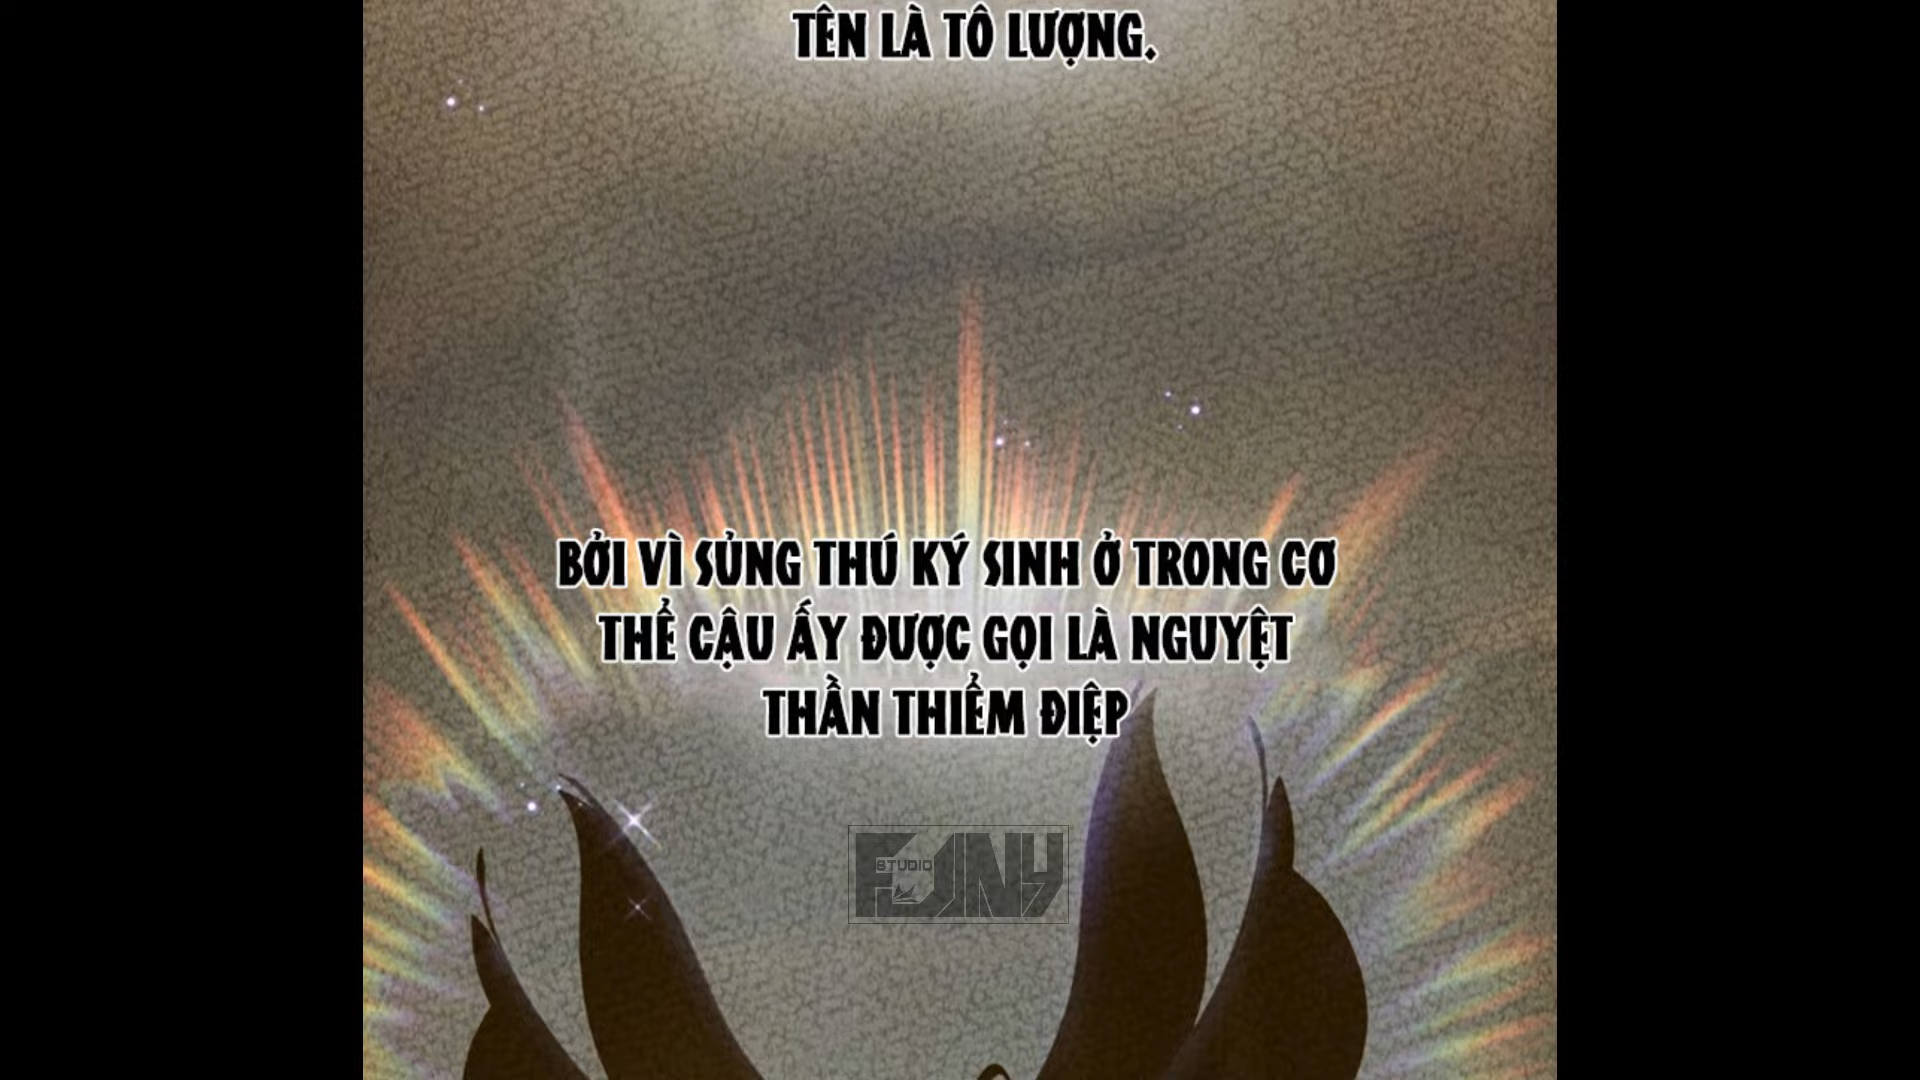 TÊN LÀ TÔ LƯỢNG.
BỞI VÌ SỦNG THÚ KÝ SINH Ở TRONG CƠ
THỂ CẬU ẤY ĐƯỢC GỌI LÀ NGUYỆT
THẦN THIỂM ĐIỆP
STUDIO
FUNY